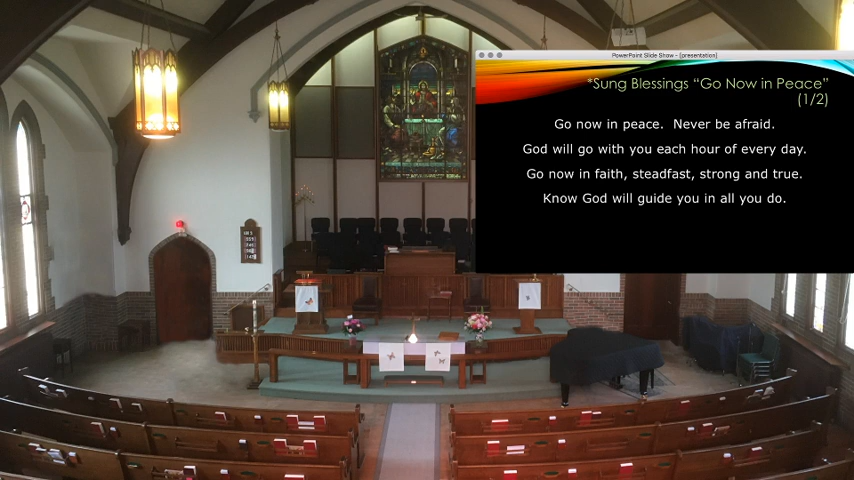 PowerPoint Slide Show - [presentation]
*Sung Blessings “Go Now in Peace”
(1/2)
Go now in peace.  Never be afraid.
God will go with you each hour of every day.
Go now in faith, steadfast, strong and true.
Know God will guide you in all you do.